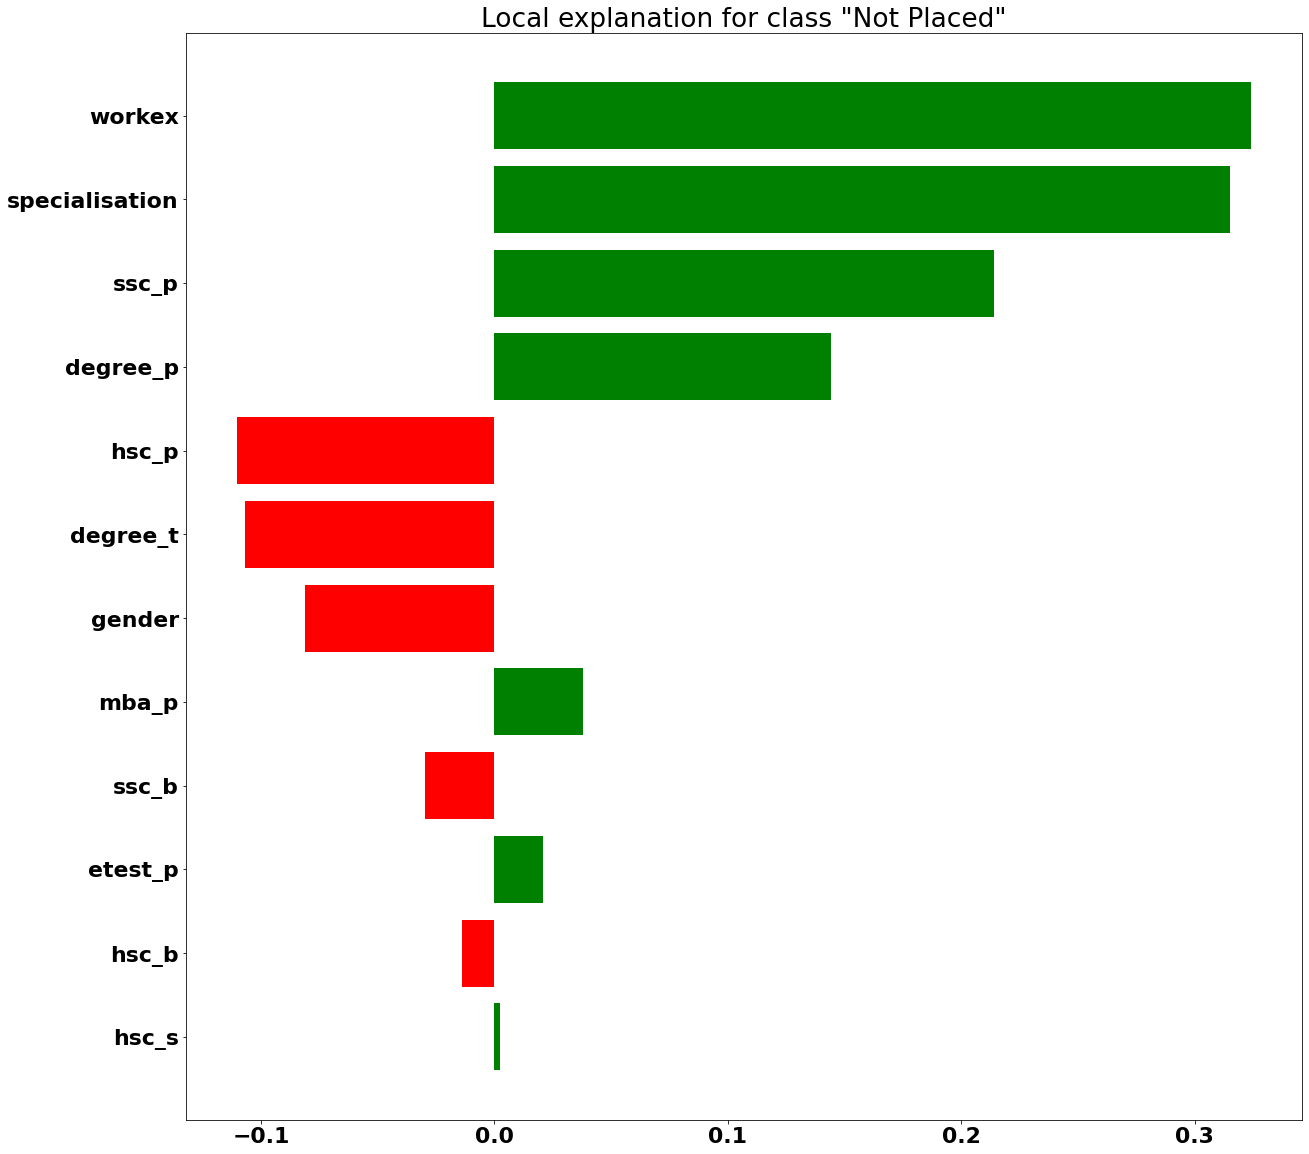 Local explanation for class "Not Placed"
workex
specialisation
ssc_p
degree_p
hsc_p
degree_t
gender
mba_p
ssc_b
etest_p
hsc_b
hsc_s
−0.1 0.0 0.1 0.2 0.3